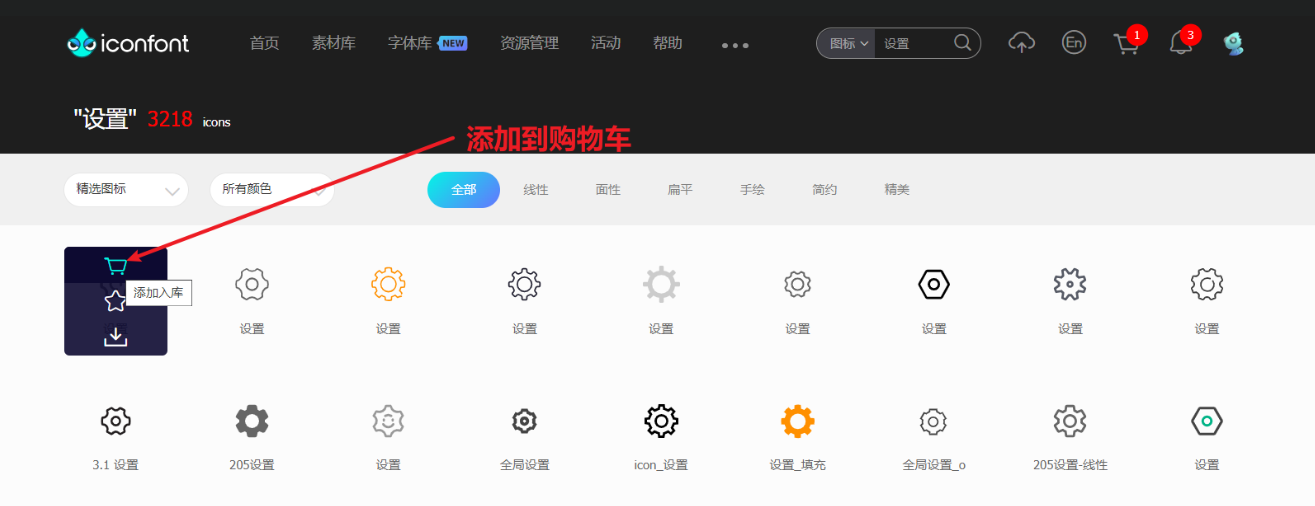 iconfont 首页 素材库 字体库 NEW 资源管理 活动 帮助 图标 设置 En 1 3
"设置" 3218 icons
添加到购物车
精选图标 所有颜色 全部 线性 面性 扁平 手绘 简约 精美
添加入库
设置 设置 设置 设置 设置 设置 设置 设置
3.1 设置 205设置 设置 全局设置 icon_设置 设置_填充 全局设置_o 205设置-线性 设置